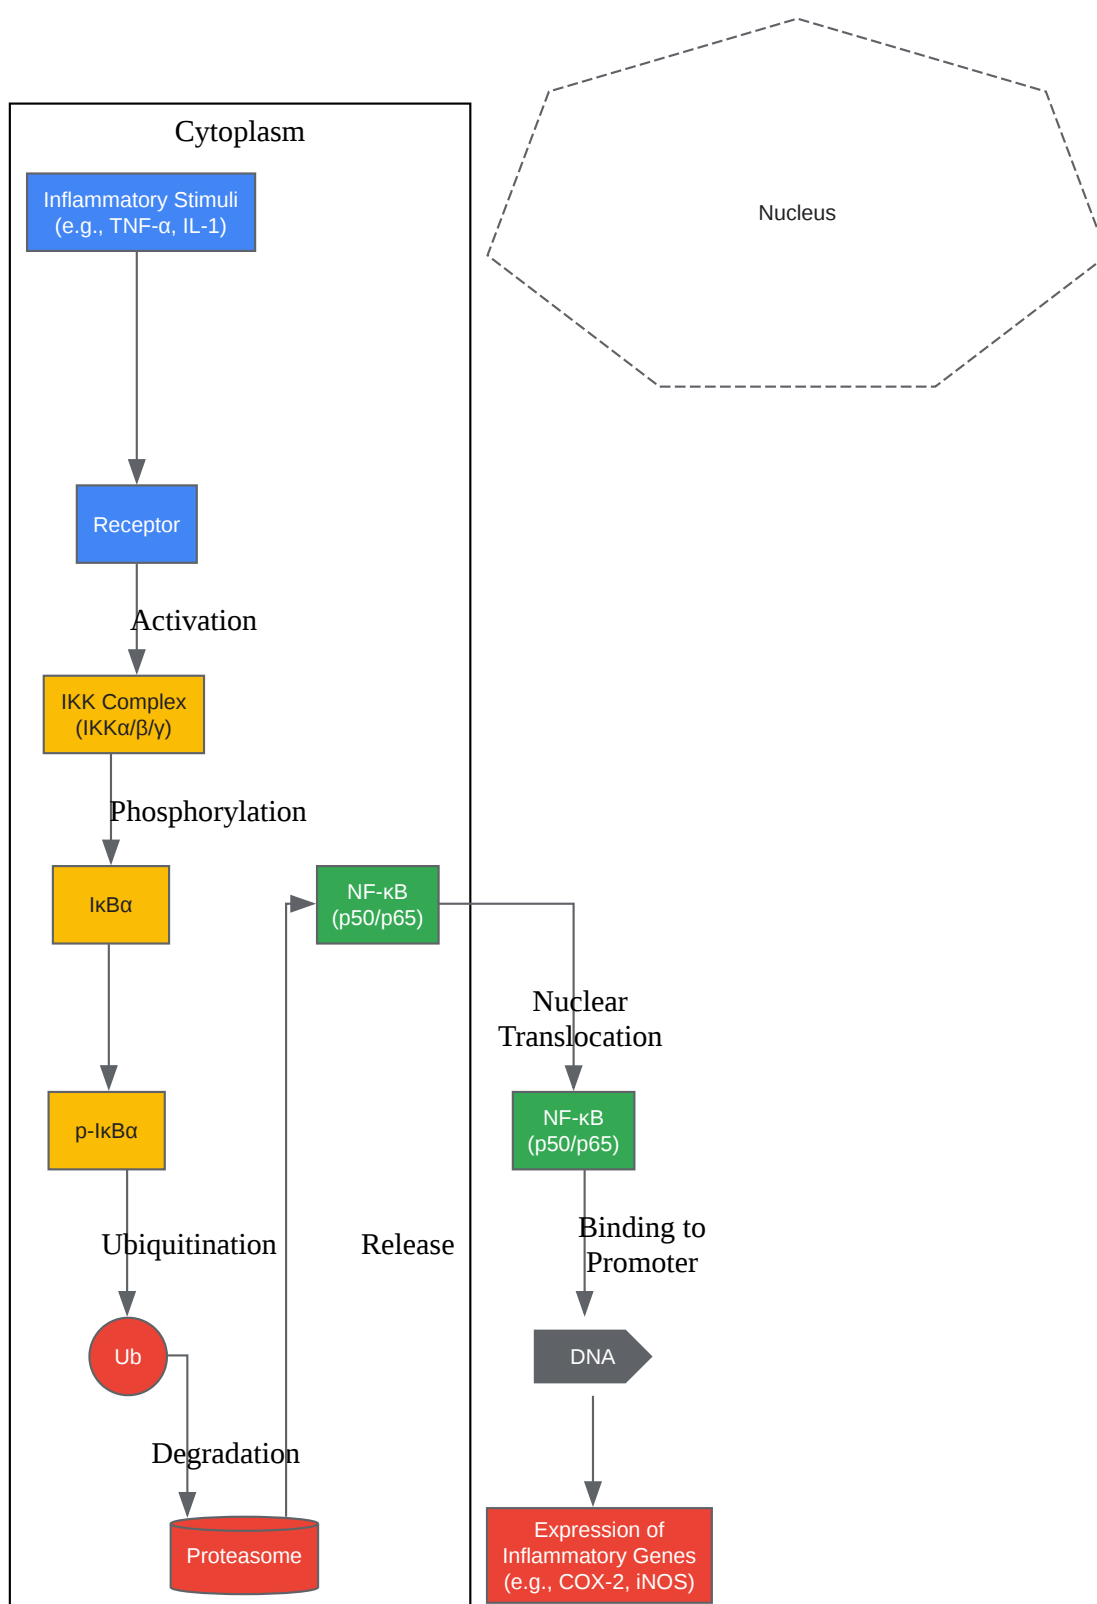 Cytoplasm
Inflammatory Stimuli
(e.g., TNF-α, IL-1)
Nucleus
Receptor
Activation
IKK Complex
(IKKα/β/γ)
Phosphorylation
IκBα
NF-κB
(p50/p65)
Nuclear
Translocation
p-IκBα
NF-κB
(p50/p65)
Ubiquitination
Release
Binding to
Promoter
Ub
DNA
Degradation
Proteasome
Expression of
Inflammatory Genes
(e.g., COX-2, iNOS)